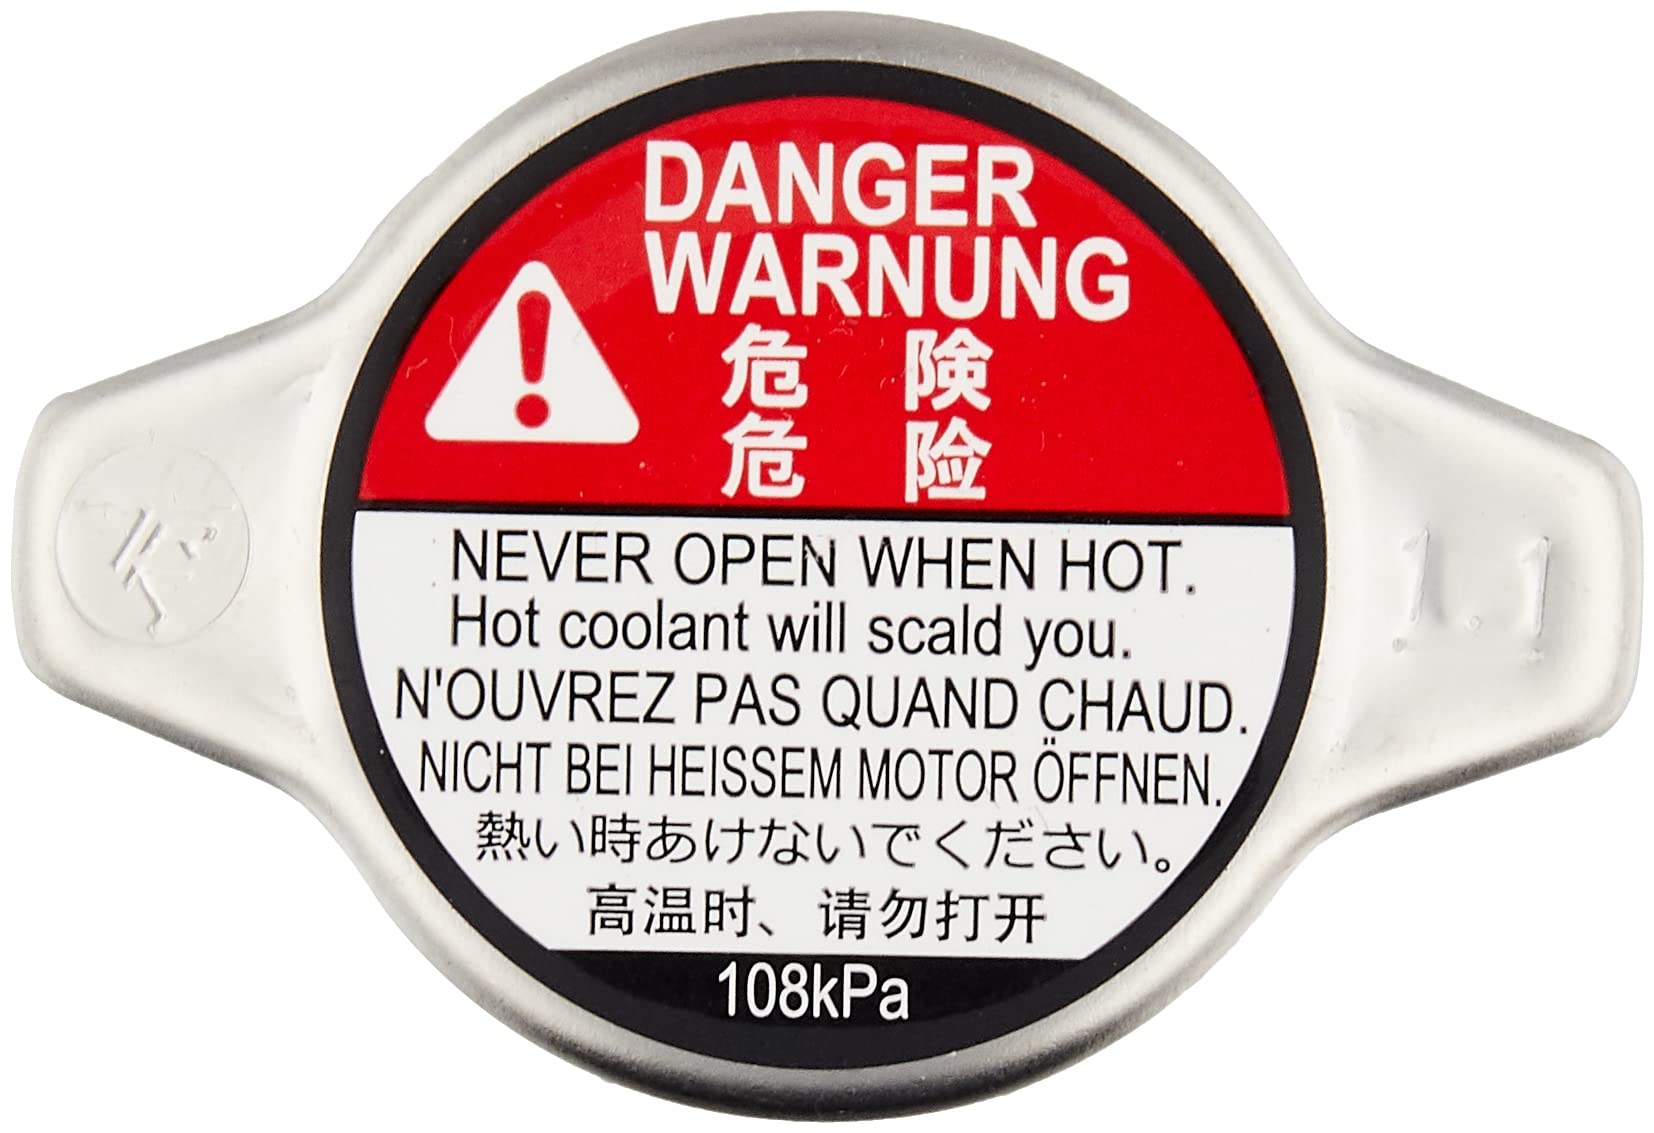 DANGER
WARNUNG
危 険
危 险
NEVER OPEN WHEN HOT.
Hot coolant will scald you.
N'OUVREZ PAS QUAND CHAUD.
NICHT BEI HEISSEM MOTOR ÖFFNEN.
熱い時あけないでください。
高温时、请勿打开
108kPa
1.1